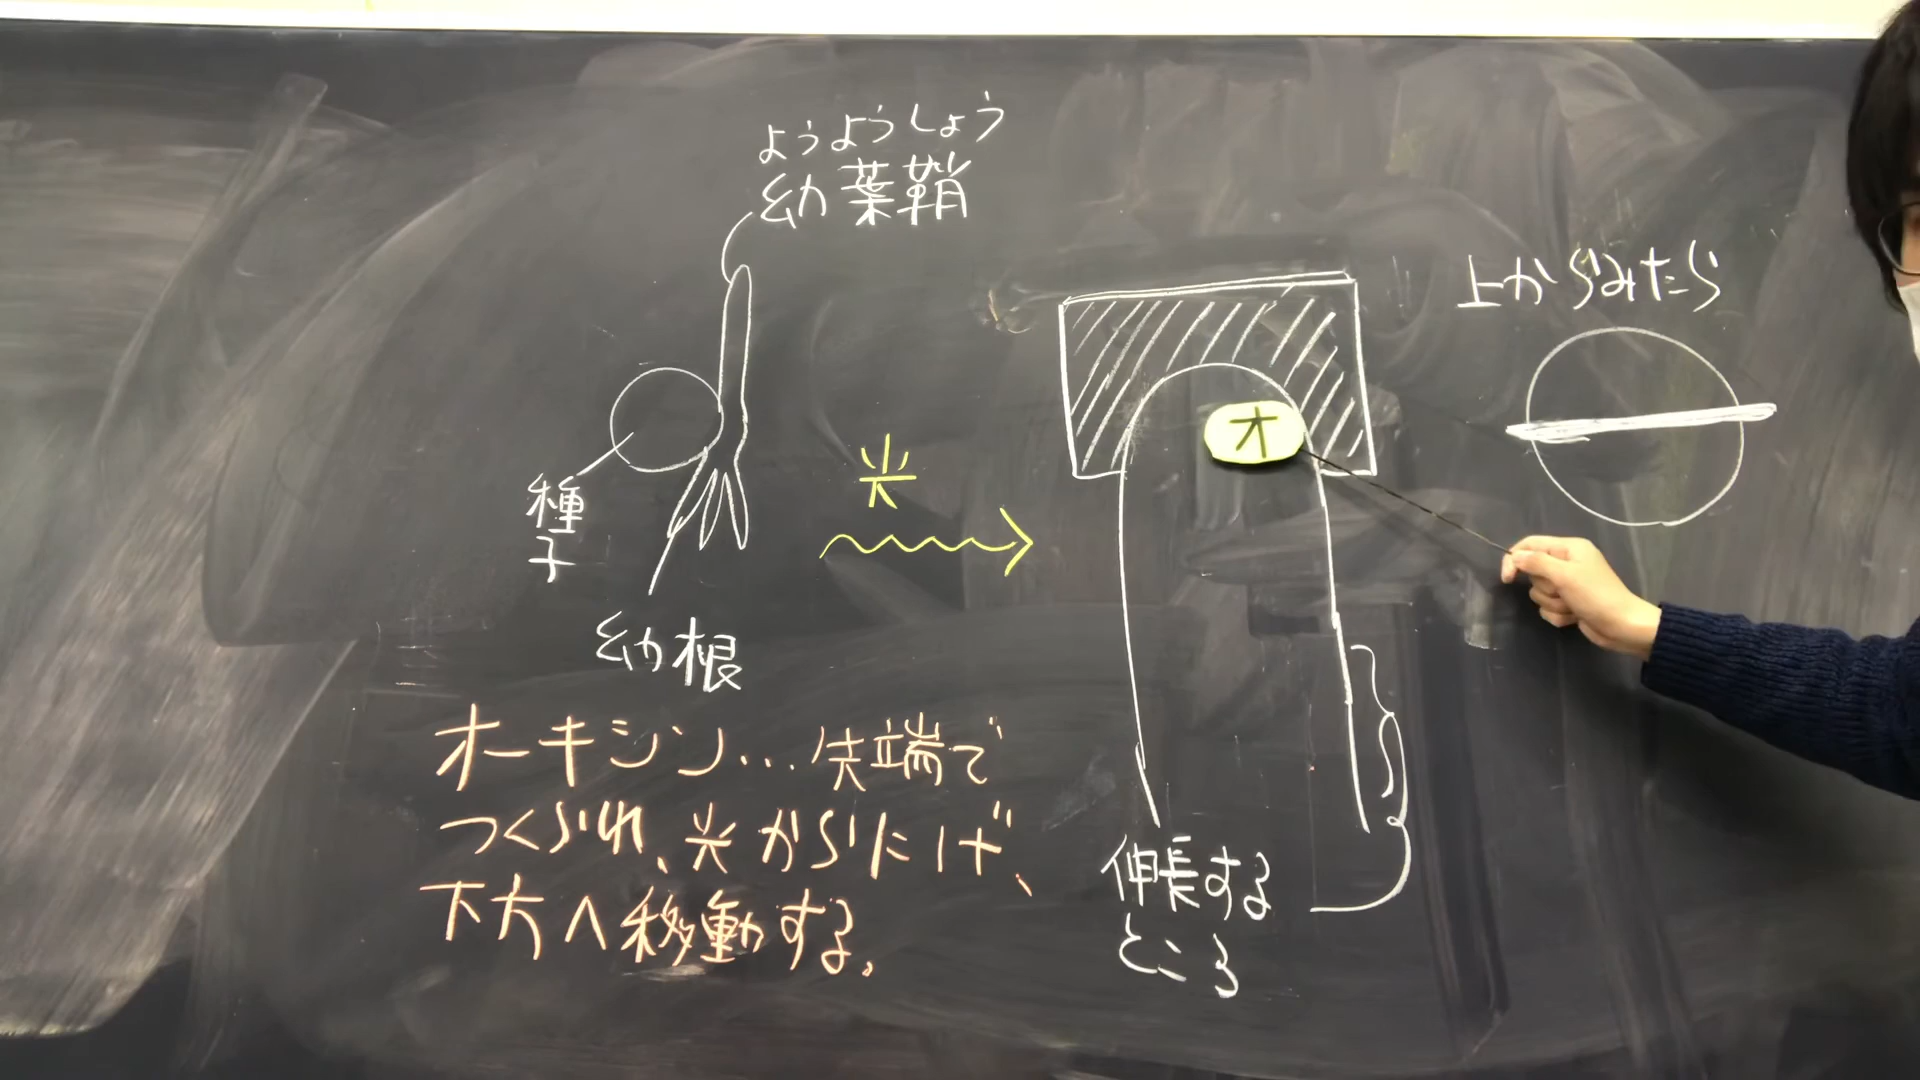 ようようしょう
幼葉鞘
種子
幼根
光
オ
上からみたら
オーキシン…先端で
つくられ、光からにげ、
下方へ移動する。
伸長する
ところ